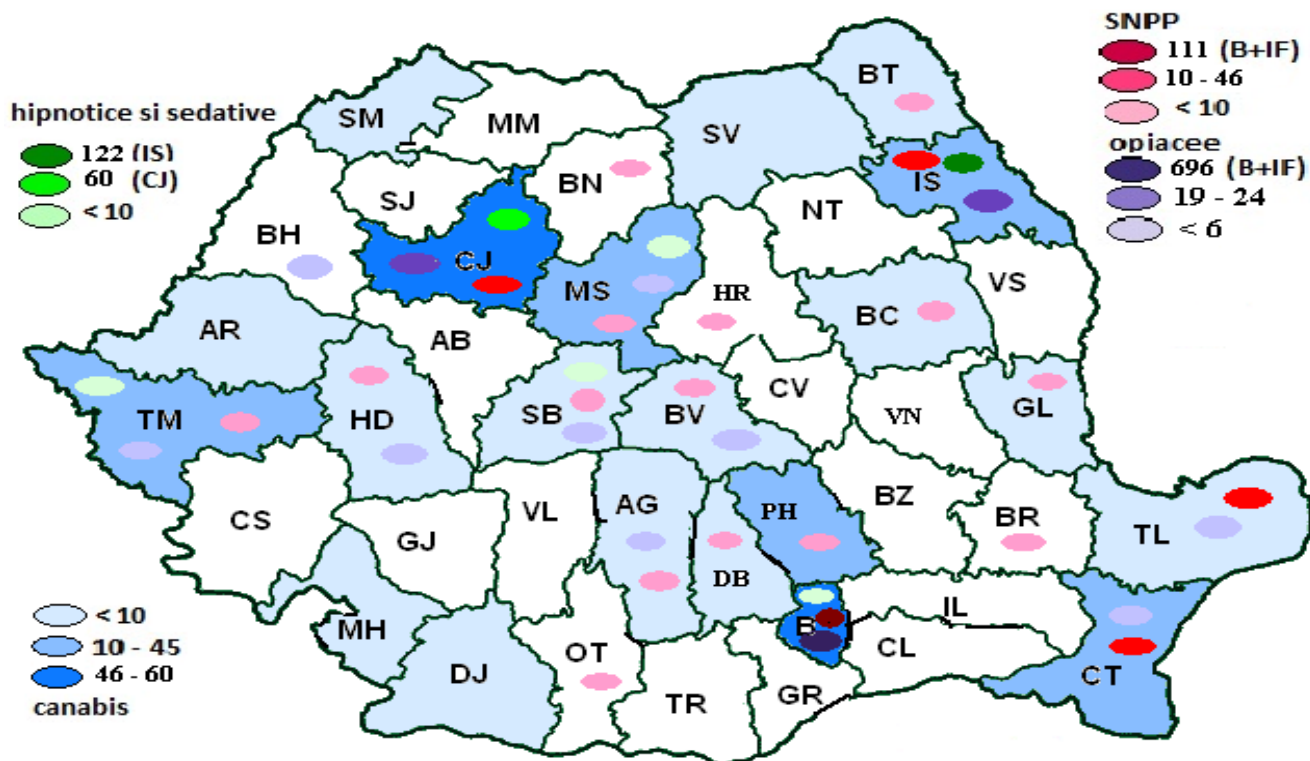 SNPP
111 (B+IF)
10 - 46
< 10
opiacee
696 (B+IF)
19 - 24
< 6
hipnotice si sedative
122 (IS)
60 (CJ)
< 10
BT
SM
MM
SV
BN
IS
SJ
NT
BH
CJ
VS
MS
HR
BC
AR
AB
CV
TM
HD
SB
BV
VN
GL
CS
VL
AG
PH
BZ
BR
TL
GJ
DB
IL
MH
B
CL
OT
CT
DJ
TR
GR
< 10
10 - 45
46 - 60
canabis